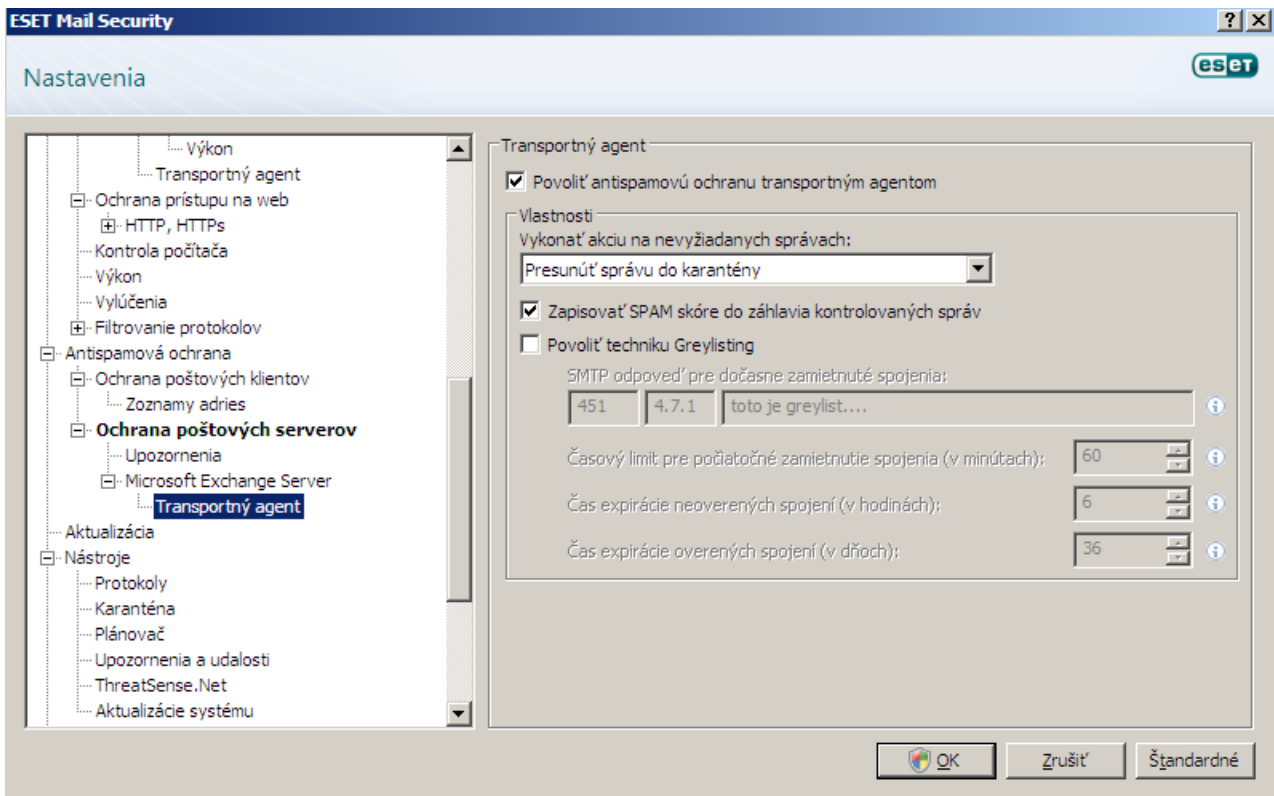 ESET Mail Security
Nastavenia
eset
Výkon
Transportný agent
Ochrana prístupu na web
HTTP, HTTPs
Kontrola počítača
Výkon
Vylúčenia
Filtrovanie protokolov
Antispamová ochrana
Ochrana poštových klientov
Zoznamy adries
Ochrana poštových serverov
Upozornenia
Microsoft Exchange Server
Transportný agent
Aktualizácia
Nástroje
Protokoly
Karanténa
Plánovač
Upozornenia a udalosti
ThreatSense.Net
Aktualizácie systému
Transportný agent
Povoliť antispamovú ochranu transportným agentom
Vlastnosti
Vykonať akciu na nevyžiadaných správach:
Presunúť správu do karantény
Zapisovať SPAM skóre do záhlavia kontrolovaných správ
Povoliť techniku Greylisting
SMTP odpoveď pre dočasne zamietnuté spojenia:
451 4.7.1 toto je greylist....
Časový limit pre počiatočné zamietnutie spojenia (v minútach): 60
Čas expirácie neoverených spojení (v hodinách): 6
Čas expirácie overených spojení (v dňoch): 36
OK Zrušiť Štandardné